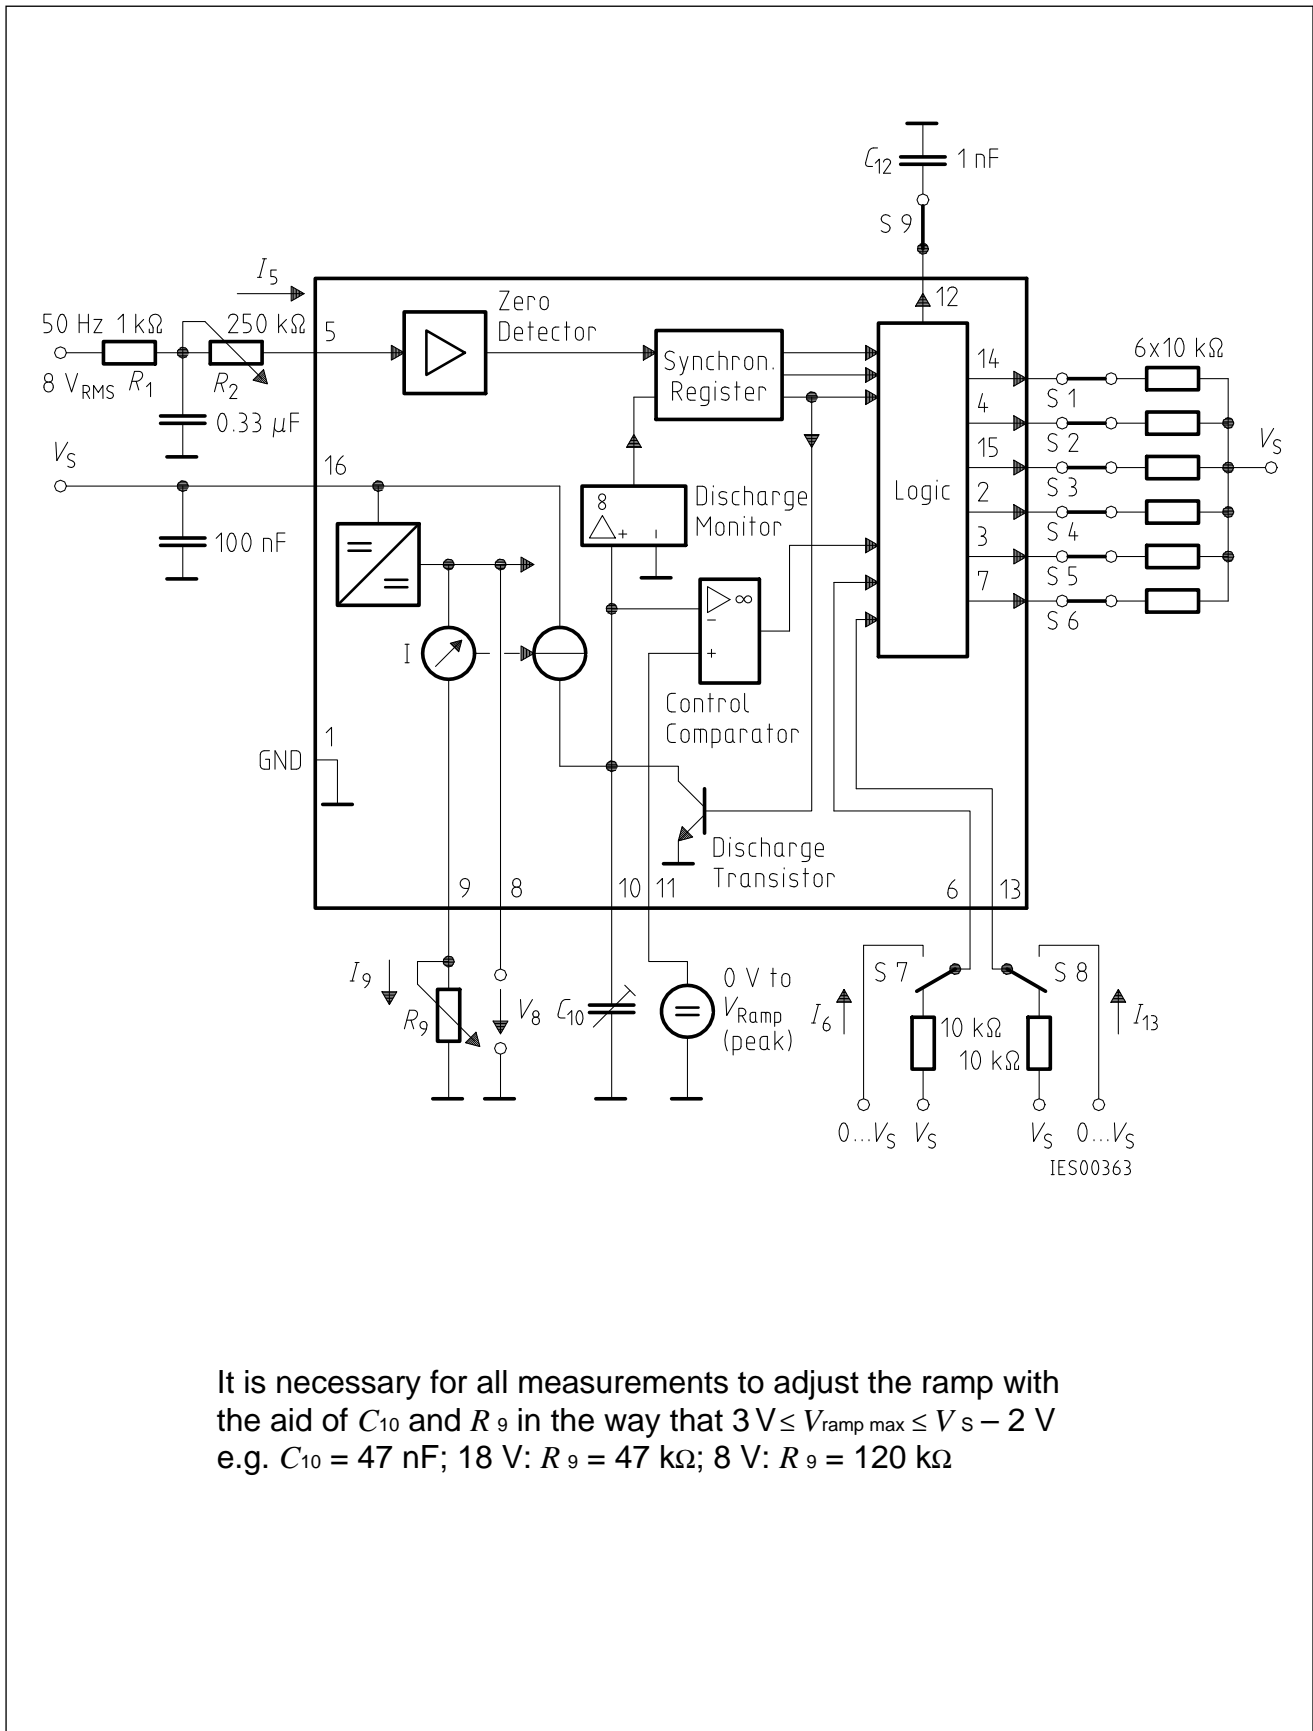 C12 1 nF
S 9
I5
12
Zero
Detector
50 Hz 1 kΩ 250 kΩ 5
8 VRMS R1 R2
0.33 µF
Synchron.
Register
14
4
15
2
3
7
Logic
6x10 kΩ
S 1
S 2
S 3
S 4
S 5
S 6
VS
VS
16
100 nF
8
+ −
Discharge
Monitor
=
=
∞
−
+
I
Control
Comparator
1
GND
Discharge
Transistor
9 8 10 11 6 13
I9
R9
V8
C10
=
0 V to
VRamp
(peak)
S 7 S 8
I6 I13
10 kΩ
10 kΩ
0...VS VS VS 0...VS
IES00363
It is necessary for all measurements to adjust the ramp with
the aid of C10 and R 9 in the way that 3 V ≤ Vramp max ≤ V S – 2 V
e.g. C10 = 47 nF; 18 V: R 9 = 47 kΩ; 8 V: R 9 = 120 kΩ